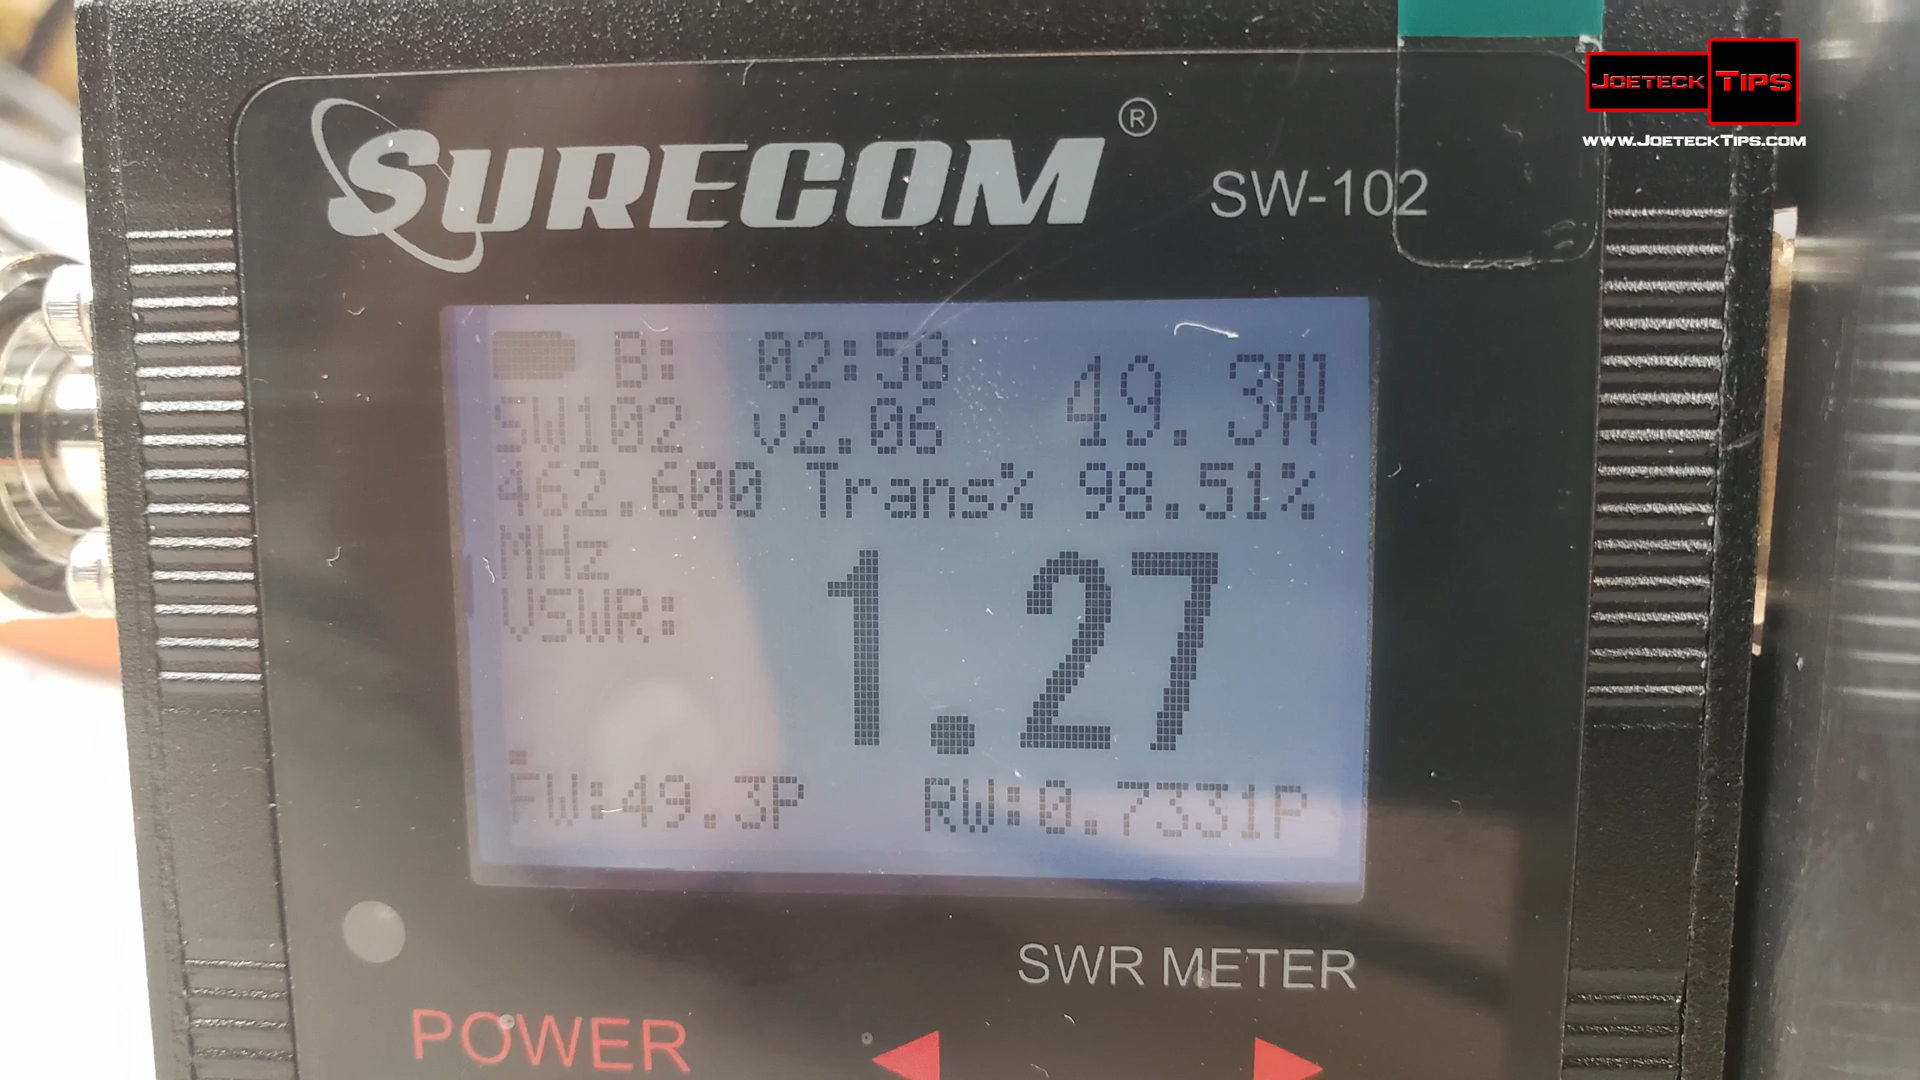 JOETECK TIPS
WWW.JOETECKTIPS.COM
SURECOM ® SW-102
B: 02:58 49.3W
SW102 v2.06
462.600 Trans% 98.51%
MHz
VSWR: 1.27
FW:49.3P RW:0.7331P
SWR METER
POWER